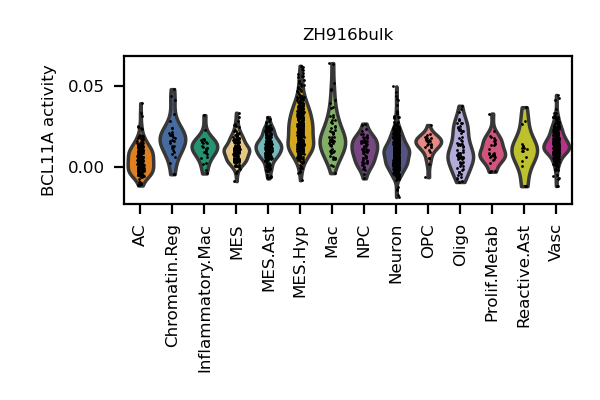 ZH916bulk
BCL11A activity
0.05
0.00
AC
Chromatin.Reg
Inflammatory.Mac
MES
MES.Ast
MES.Hyp
Mac
NPC
Neuron
OPC
Oligo
Prolif.Metab
Reactive.Ast
Vasc